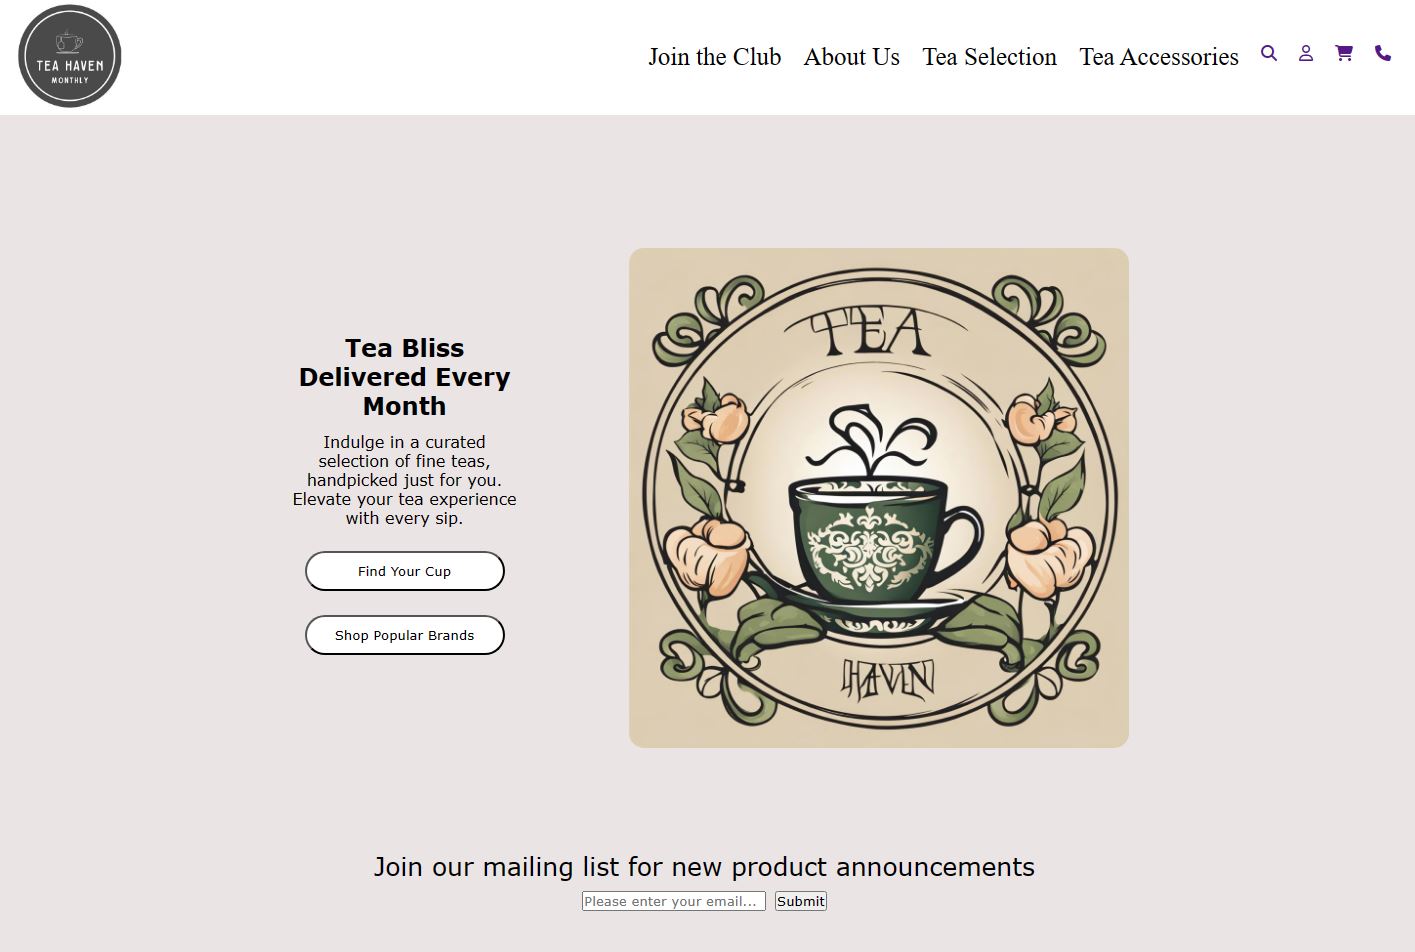 TEA HAVEN
MONTHLY
Join the Club About Us Tea Selection Tea Accessories
Tea Bliss
Delivered Every
Month
Indulge in a curated
selection of fine teas,
handpicked just for you.
Elevate your tea experience
with every sip.
Find Your Cup
Shop Popular Brands
TEA
HAVEN
Join our mailing list for new product announcements
Please enter your email... Submit